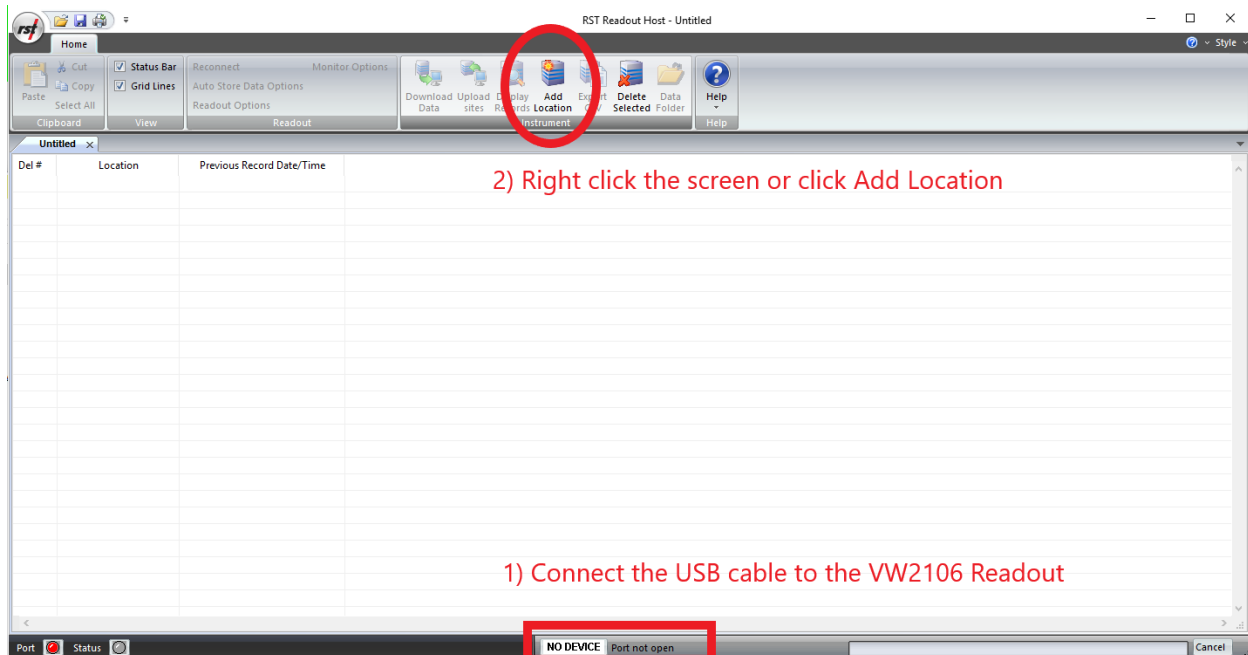 rst
RST Readout Host - Untitled
Home
Style
Paste
Cut
Copy
Select All
Clipboard
Status Bar
Grid Lines
View
Reconnect
Monitor Options
Auto Store Data Options
Readout Options
Readout
Download Data
Upload sites
Display Records
Add Location
Delete Selected
Data Folder
Instrument
Help
Help
Untitled
Del # Location Previous Record Date/Time
2) Right click the screen or click Add Location
1) Connect the USB cable to the VW2106 Readout
Port Status NO DEVICE Port not open Cancel